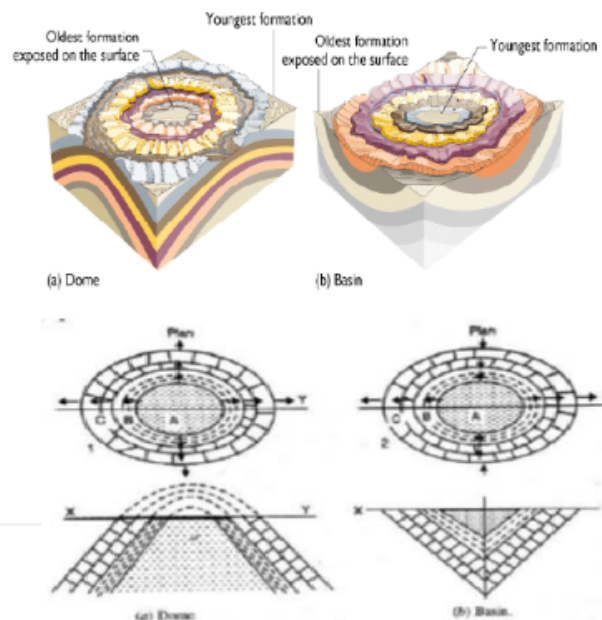 Youngest formation
Oldest formation
exposed on the surface
(a) Dome
Oldest formation
exposed on the surface
Youngest formation
(b) Basin
Plan
C B A Y
1
X Y
(a) Dome
C B A
2
X
(b) Basin.